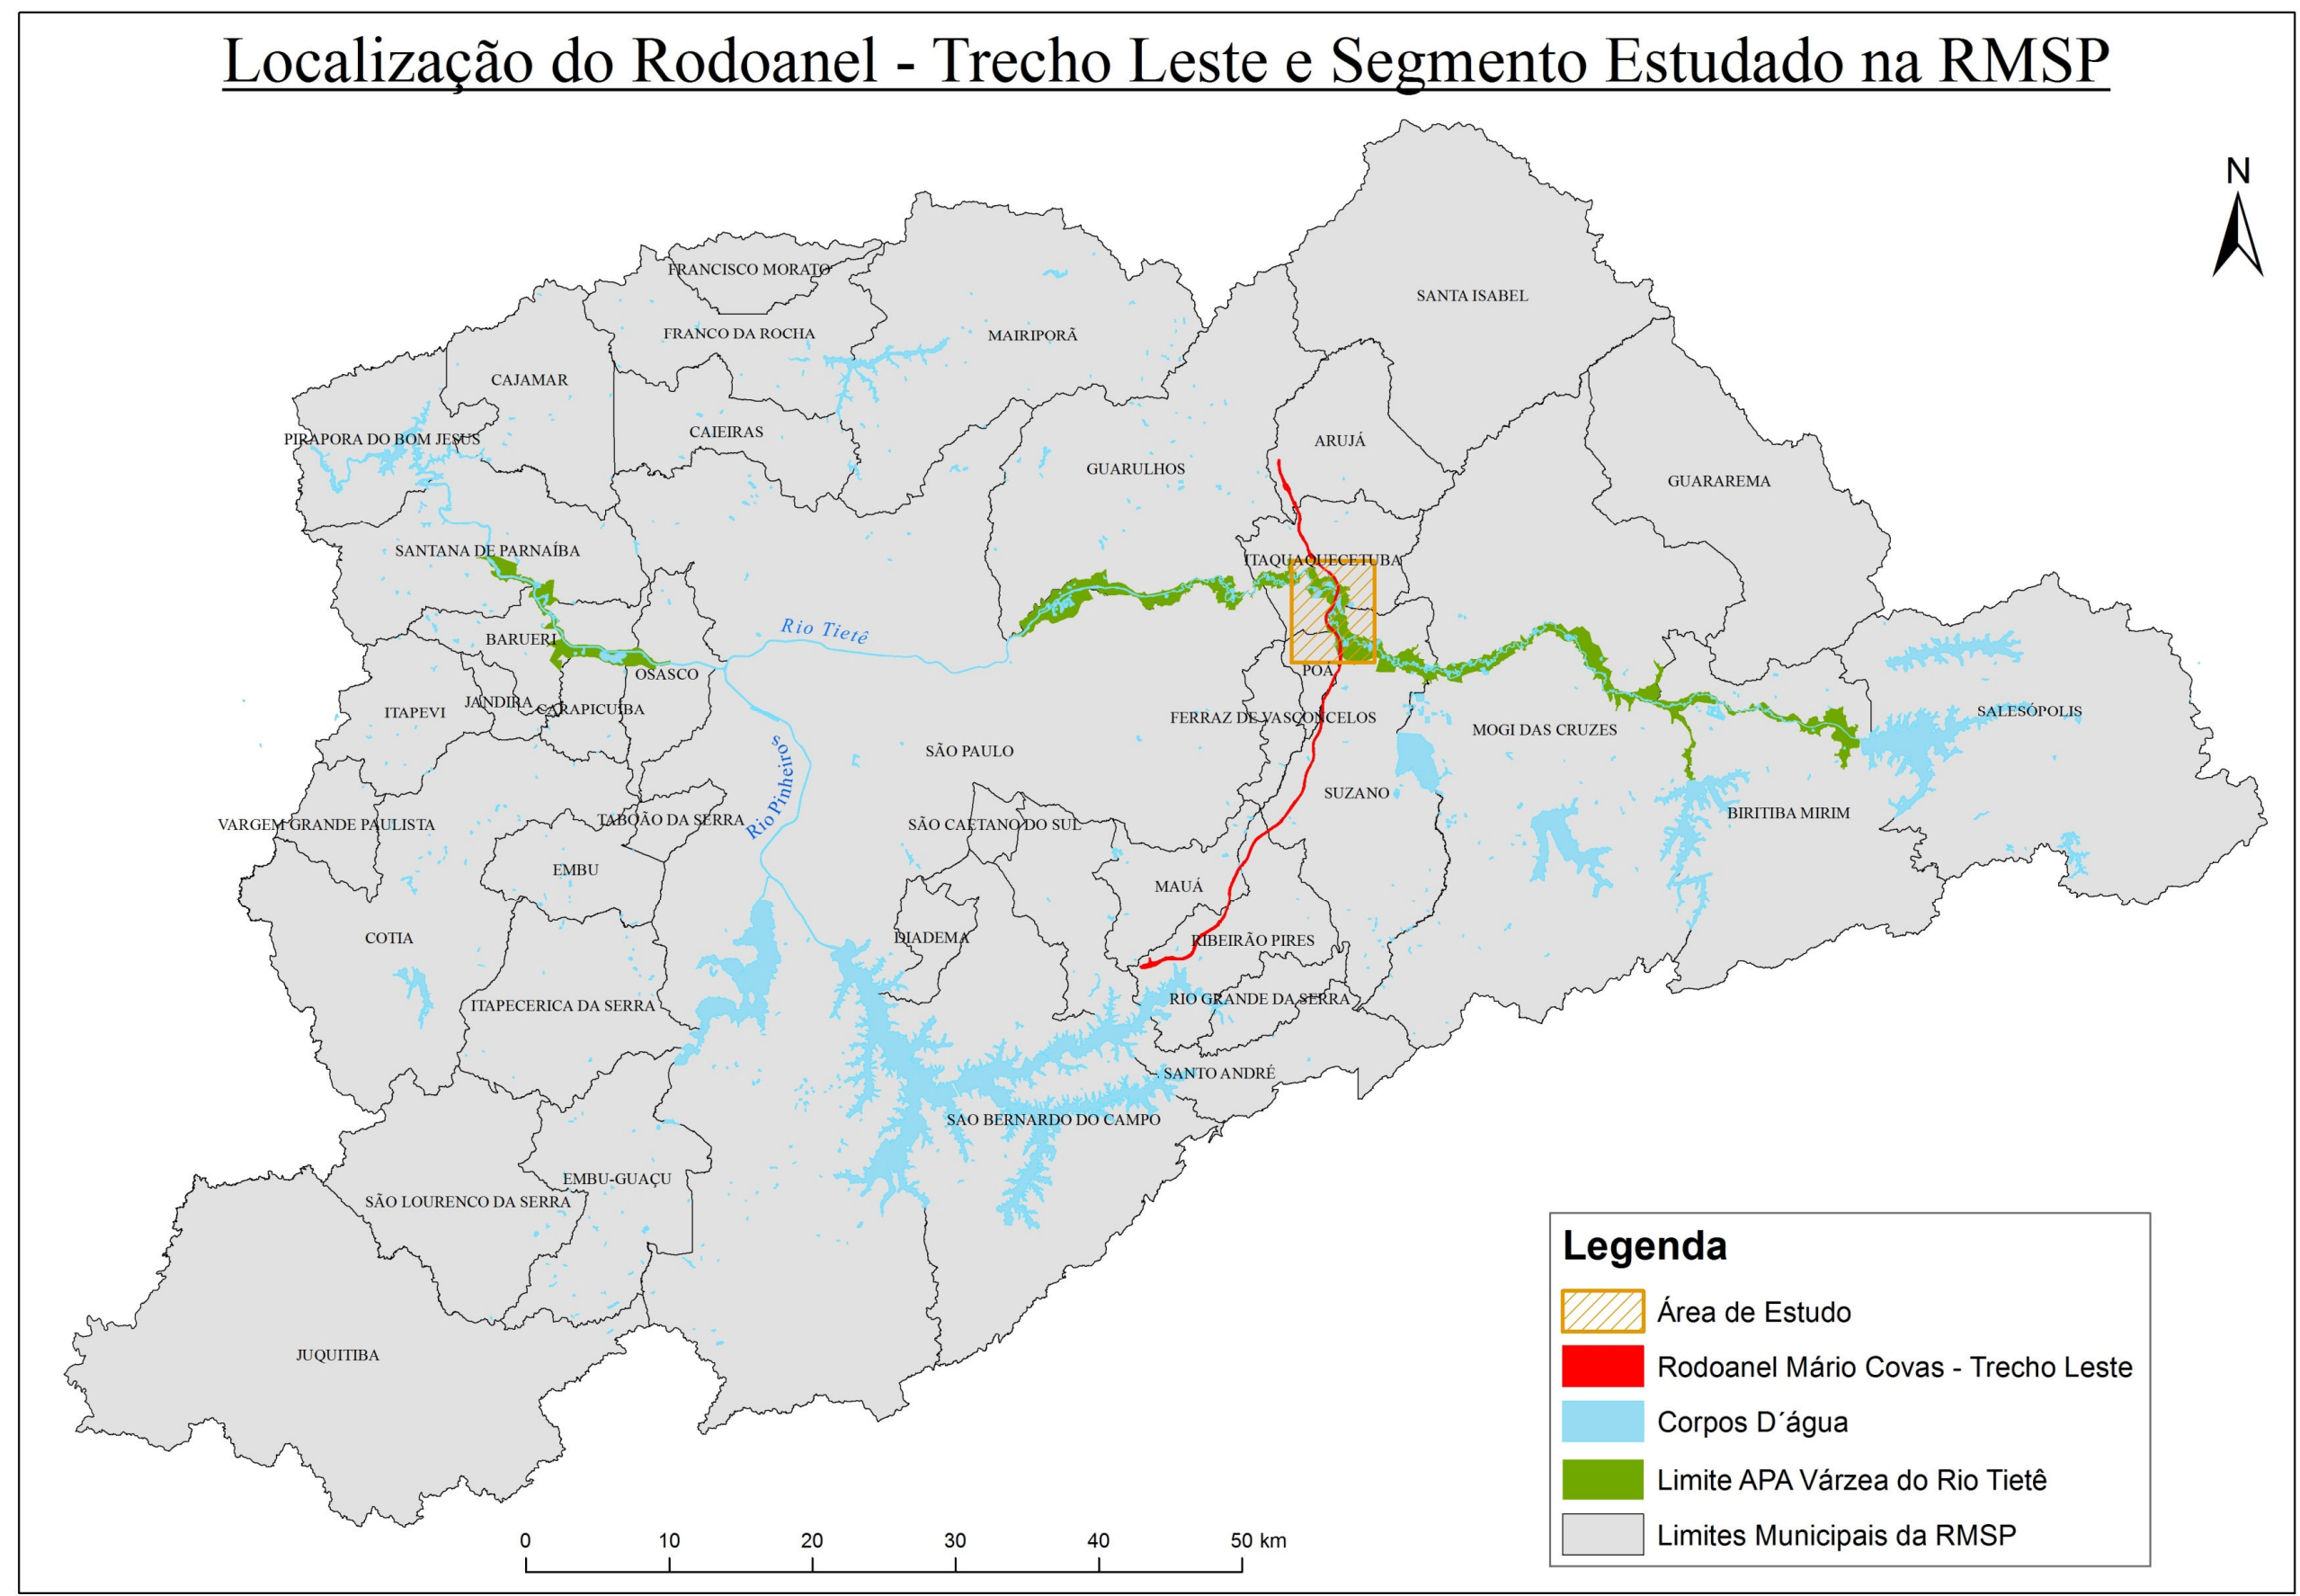 Localização do Rodoanel - Trecho Leste e Segmento Estudado na RMSP
N
FRANCISCO MORATO
SANTA ISABEL
FRANCO DA ROCHA
MAIRIPORÃ
CAJAMAR
PIRAPORA DO BOM JESUS
CAIEIRAS
ARUJÁ
GUARULHOS
GUARAREMA
SANTANA DE PARNAÍBA
ITAQUAQUECETUBA
Rio Tietê
BARUERI
OSASCO
POÁ
JANDIRA
CARAPICUÍBA
ITAPEVI
FERRAZ DE VASCONCELOS
SALESÓPOLIS
MOGI DAS CRUZES
SÃO PAULO
Rio Pinheiros
SUZANO
BIRITIBA MIRIM
VARGEM GRANDE PAULISTA
TABOÃO DA SERRA
SÃO CAETANO DO SUL
EMBU
MAUÁ
COTIA
DIADEMA
RIBEIRÃO PIRES
ITAPECERICA DA SERRA
RIO GRANDE DA SERRA
SANTO ANDRÉ
SAO BERNARDO DO CAMPO
EMBU-GUAÇU
SÃO LOURENCO DA SERRA
JUQUITIBA
Legenda
Área de Estudo
Rodoanel Mário Covas - Trecho Leste
Corpos D´água
Limite APA Várzea do Rio Tietê
Limites Municipais da RMSP
0 10 20 30 40 50 km